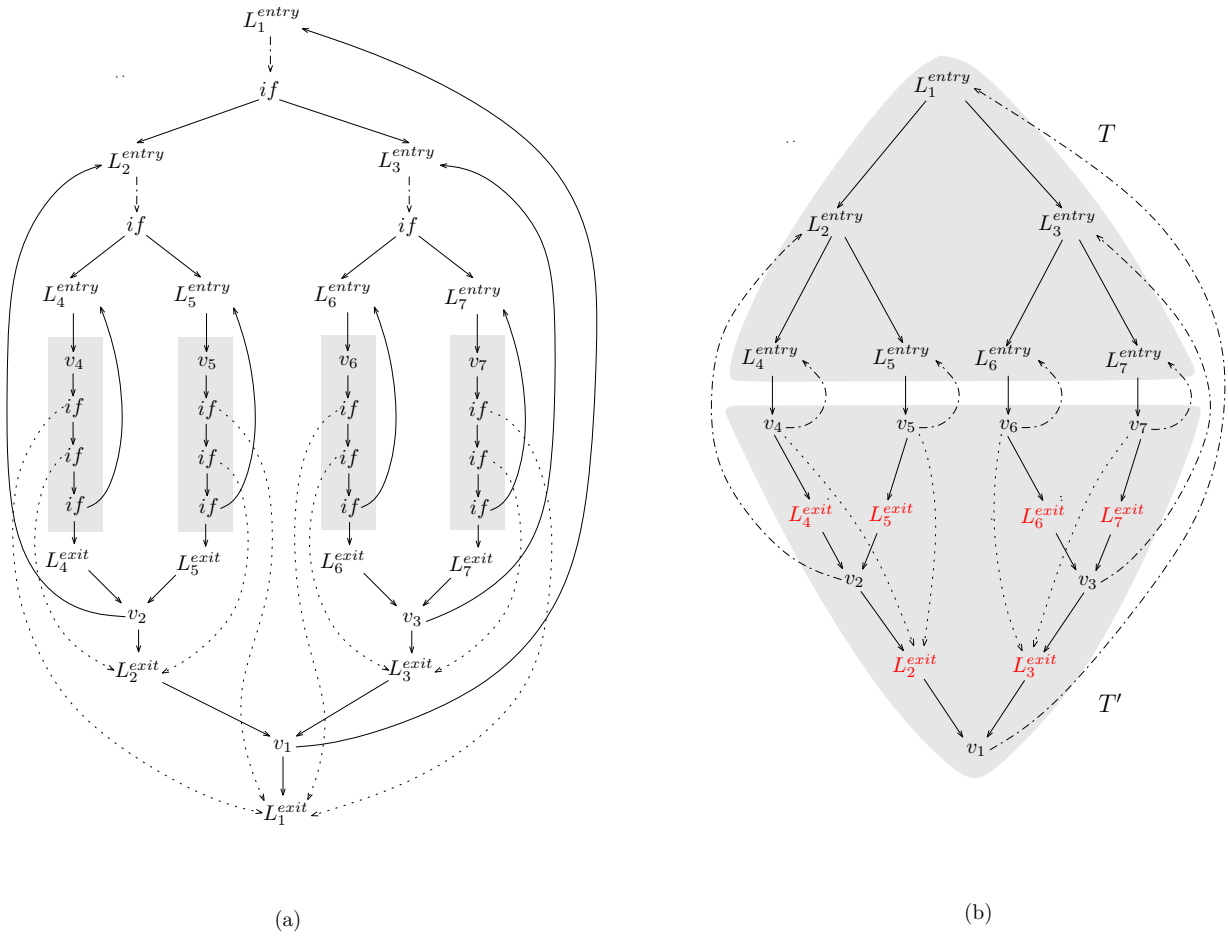 L_1^{entry}
if
L_2^{entry} L_3^{entry}
if if
L_4^{entry} L_5^{entry} L_6^{entry} L_7^{entry}
v_4 v_5 v_6 v_7
if if if if
if if if if
if if if if
L_4^{exit} L_5^{exit} L_6^{exit} L_7^{exit}
v_2 v_3
L_2^{exit} L_3^{exit}
v_1
L_1^{exit}
(a)
L_1^{entry}
T
L_2^{entry} L_3^{entry}
L_4^{entry} L_5^{entry} L_6^{entry} L_7^{entry}
v_4 v_5 v_6 v_7
L_4^{exit} L_5^{exit} L_6^{exit} L_7^{exit}
v_2 v_3
L_2^{exit} L_3^{exit}
T'
v_1
(b)